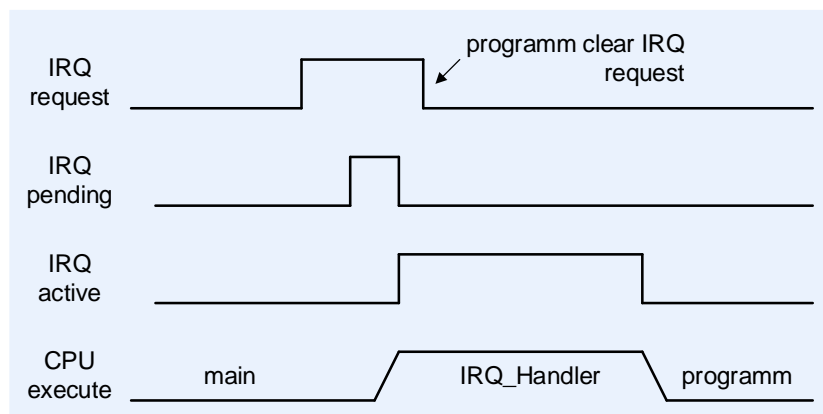 programm clear IRQ
request
IRQ
request
IRQ
pending
IRQ
active
CPU
execute
main
IRQ_Handler
programm